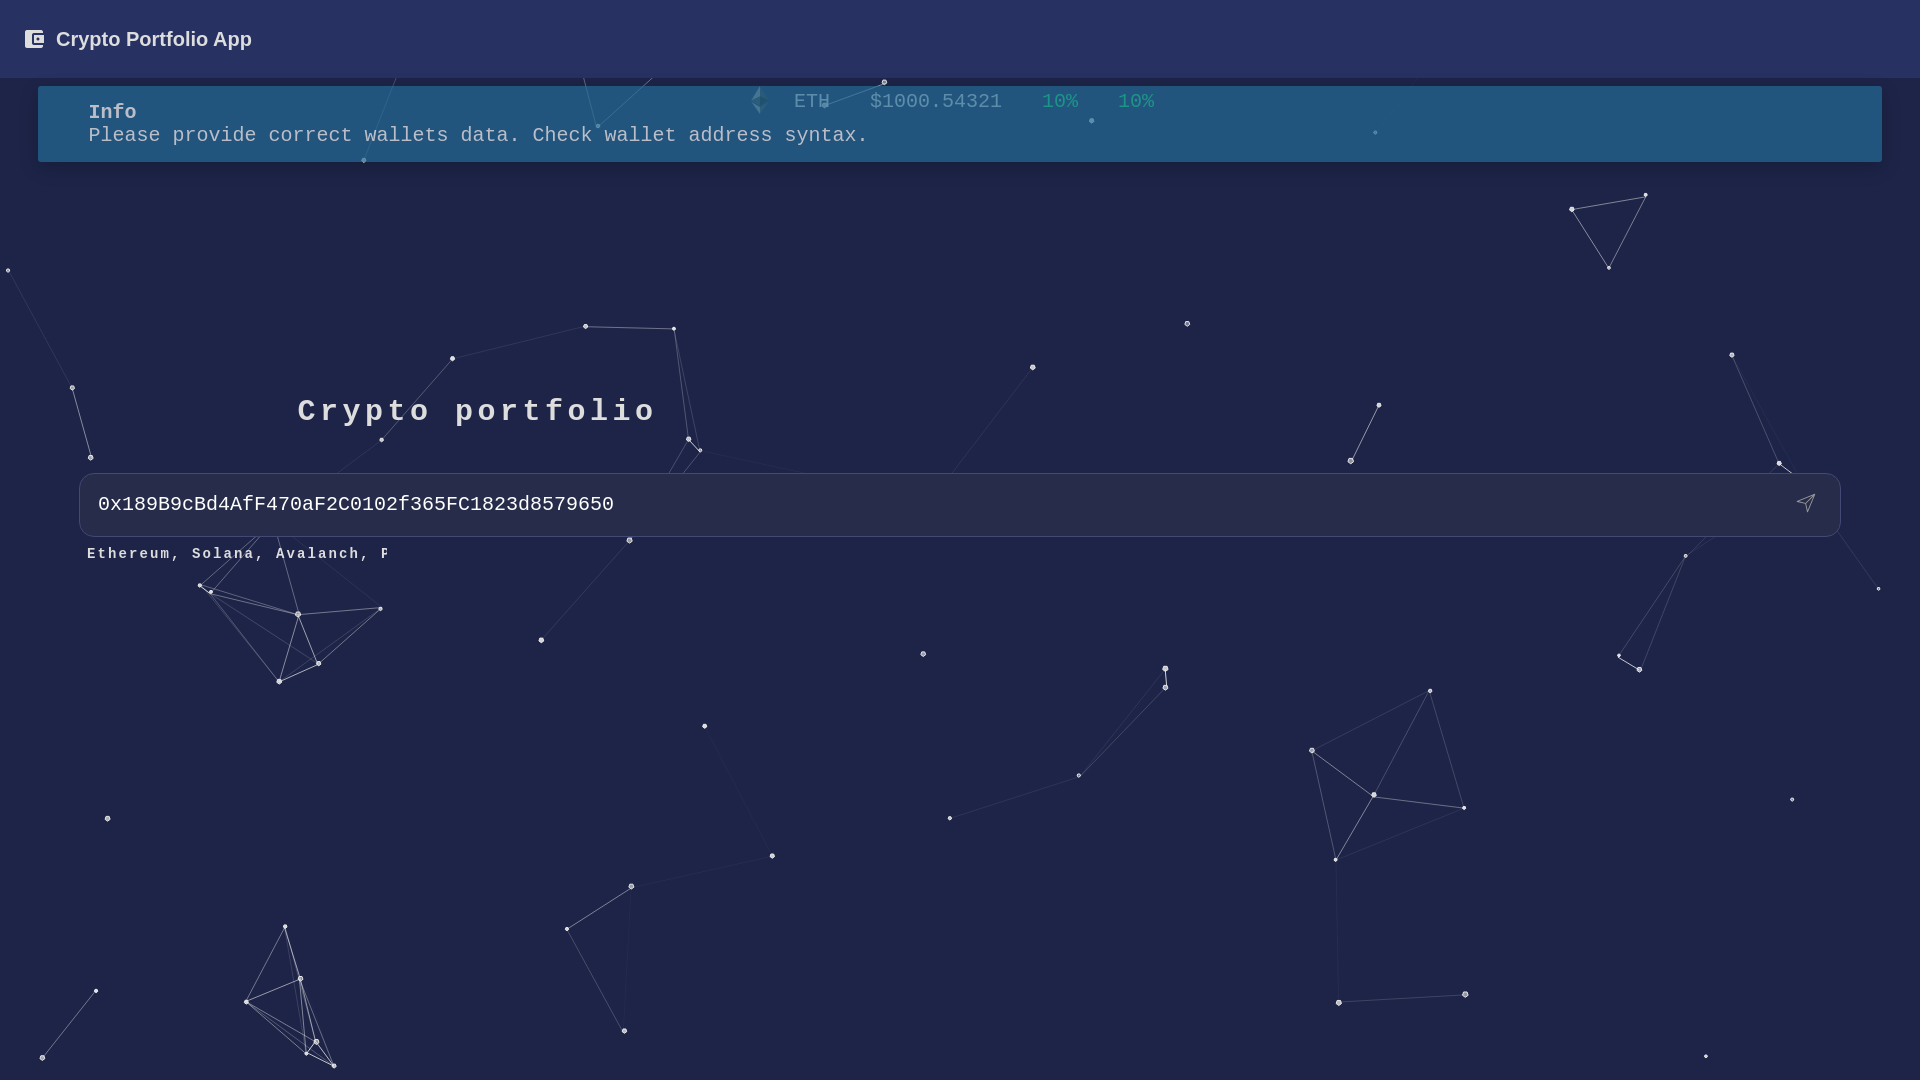 Crypto Portfolio App
ETH $1000.54321 10% 10%
Info
Please provide correct wallets data. Check wallet address syntax.
Crypto portfolio
0x189B9cBd4AfF470aF2C0102f365FC1823d8579650
Ethereum, Solana, Avalanch,